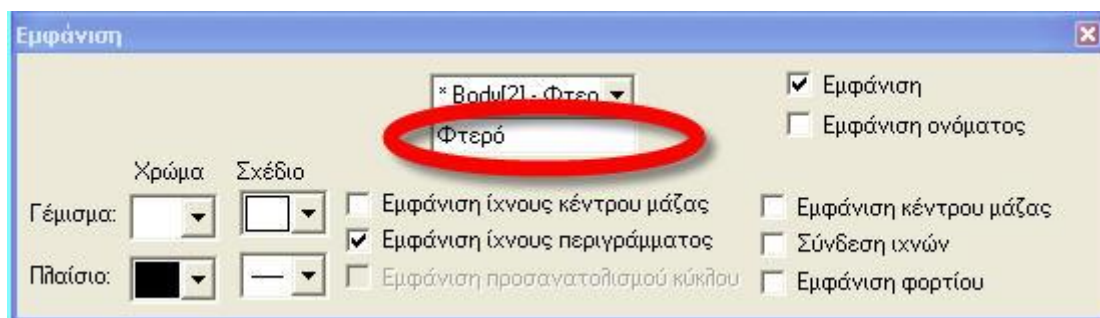 Εμφάνιση
* Body[2] - Φτερ
Εμφάνιση
Φτερό
Εμφάνιση ονόματος
Χρώμα Σχέδιο
Γέμισμα:
Εμφάνιση ίχνους κέντρου μάζας
Εμφάνιση κέντρου μάζας
Εμφάνιση ίχνους περιγράμματος
Σύνδεση ιχνών
Πλαίσιο:
Εμφάνιση προσανατολισμού κύκλου
Εμφάνιση φορτίου